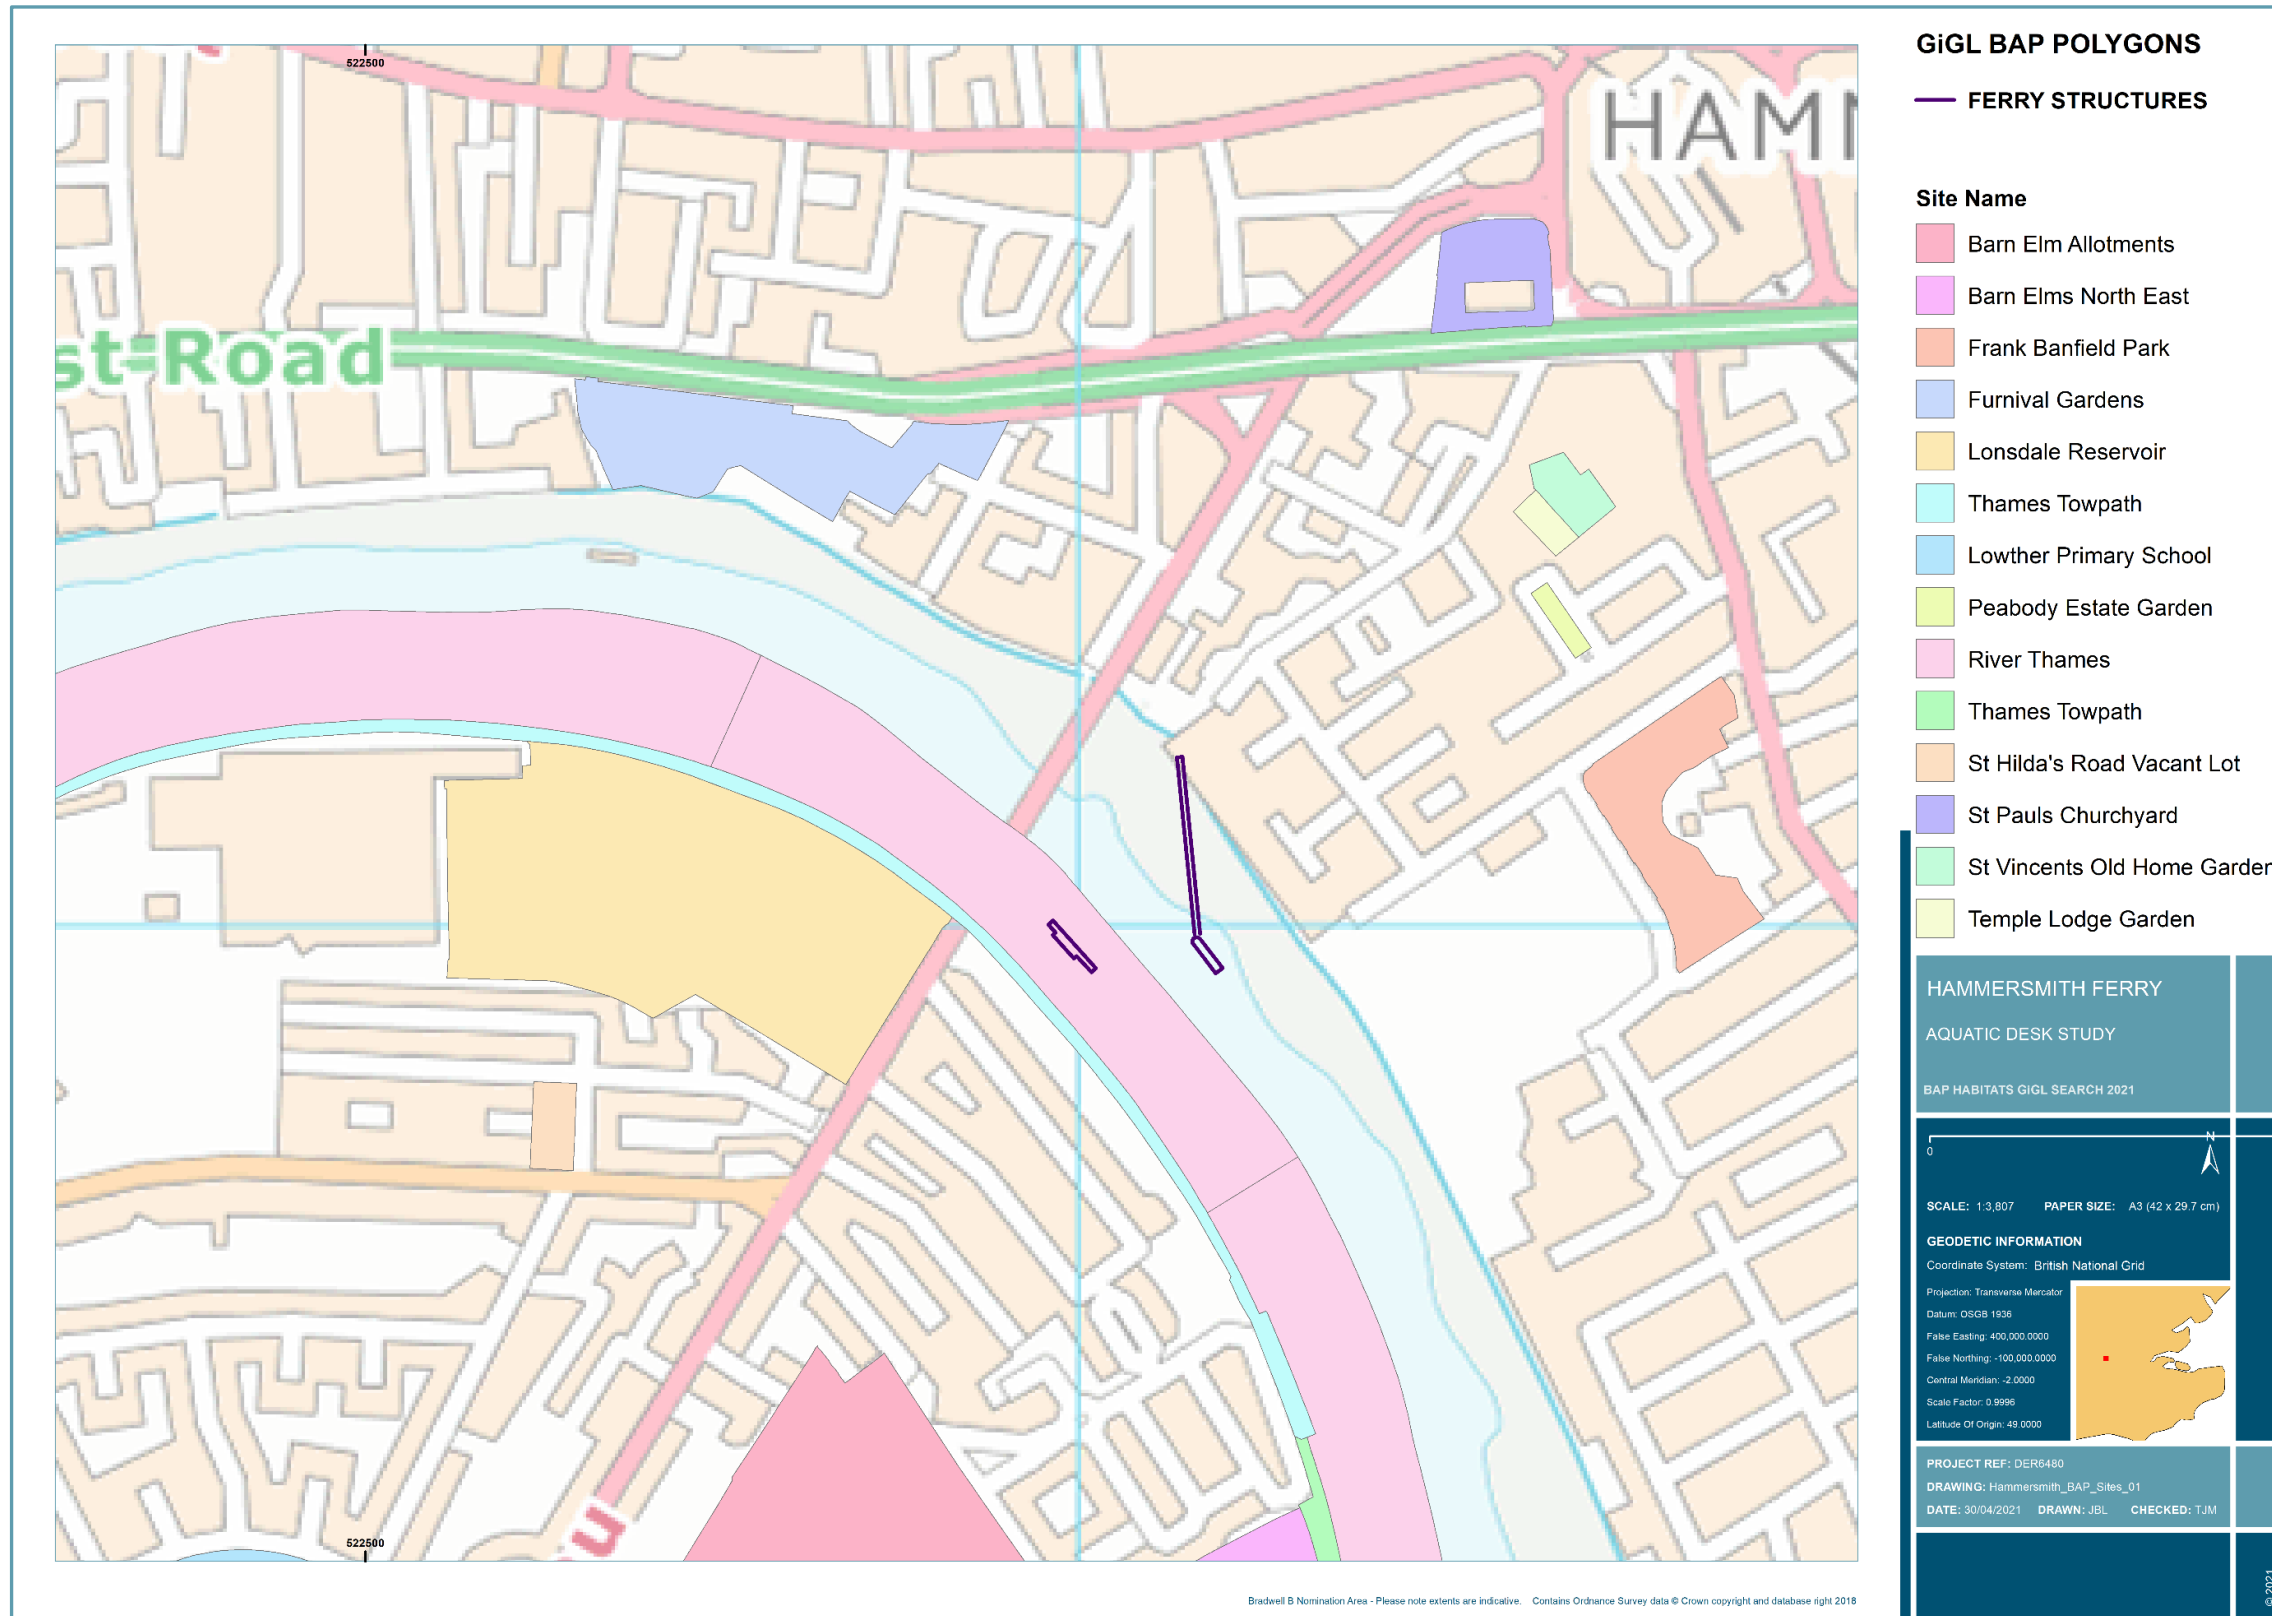 522500
HAMM
st Road
522500
Bradwell B Nomination Area - Please note extents are indicative. Contains Ordnance Survey data © Crown copyright and database right 2018
GiGL BAP POLYGONS
FERRY STRUCTURES
Site Name
Barn Elm Allotments
Barn Elms North East
Frank Banfield Park
Furnival Gardens
Lonsdale Reservoir
Thames Towpath
Lowther Primary School
Peabody Estate Garden
River Thames
Thames Towpath
St Hilda's Road Vacant Lot
St Pauls Churchyard
St Vincents Old Home Garden
Temple Lodge Garden
HAMMERSMITH FERRY
AQUATIC DESK STUDY
BAP HABITATS GIGL SEARCH 2021
0
N
SCALE: 1:3,807 PAPER SIZE: A3 (42 x 29.7 cm)
GEODETIC INFORMATION
Coordinate System: British National Grid
Projection: Transverse Mercator
Datum: OSGB 1936
False Easting: 400,000.0000
False Northing: -100,000.0000
Central Meridian: -2.0000
Scale Factor: 0.9996
Latitude Of Origin: 49.0000
PROJECT REF: DER6480
DRAWING: Hammersmith_BAP_Sites_01
DATE: 30/04/2021 DRAWN: JBL CHECKED: TJM
© 2021